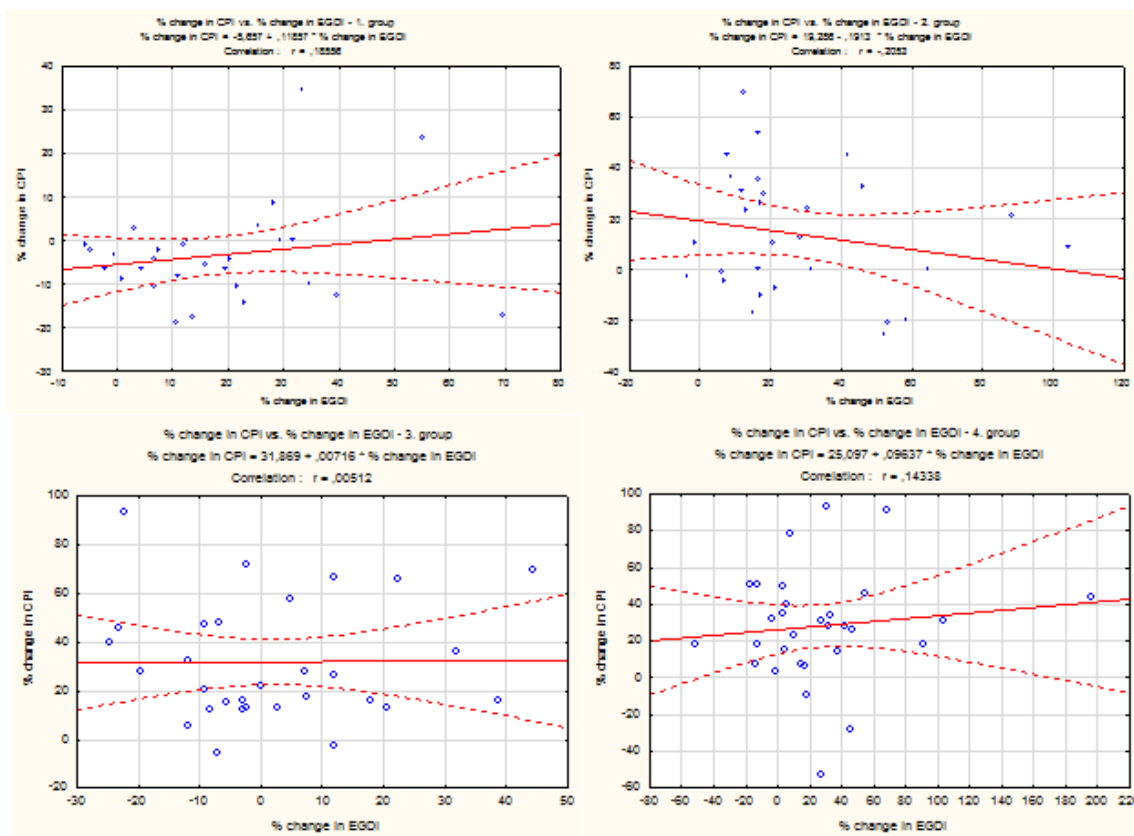 % change in CPI vs. % change in EGDI - 1. group
% change in CPI = -5,657 + ,11857 * % change in EGDI
Correlation : r = ,18556
% change in CPI
40
30
20
10
0
-10
-20
-30
-10 0 10 20 30 40 50 60 70 80
% change in EGDI
% change in CPI vs. % change in EGDI - 2. group
% change in CPI = 19,286 - ,1913 * % change in EGDI
Correlation : r = -,2053
% change in CPI
80
60
40
20
0
-20
-40
-20 0 20 40 60 80 100 120
% change in EGDI
% change in CPI vs. % change in EGDI - 3. group
% change in CPI = 31,869 + ,00716 * % change in EGDI
Correlation : r = ,00512
% change in CPI
100
80
60
40
20
0
-20
-30 -20 -10 0 10 20 30 40 50
% change in EGDI
% change in CPI vs. % change in EGDI - 4. group
% change in CPI = 25,097 + ,09637 * % change in EGDI
Correlation : r = ,14338
% change in CPI
100
80
60
40
20
0
-20
-40
-60
-80 -60 -40 -20 0 20 40 60 80 100 120 140 160 180 200 220
% change in EGDI